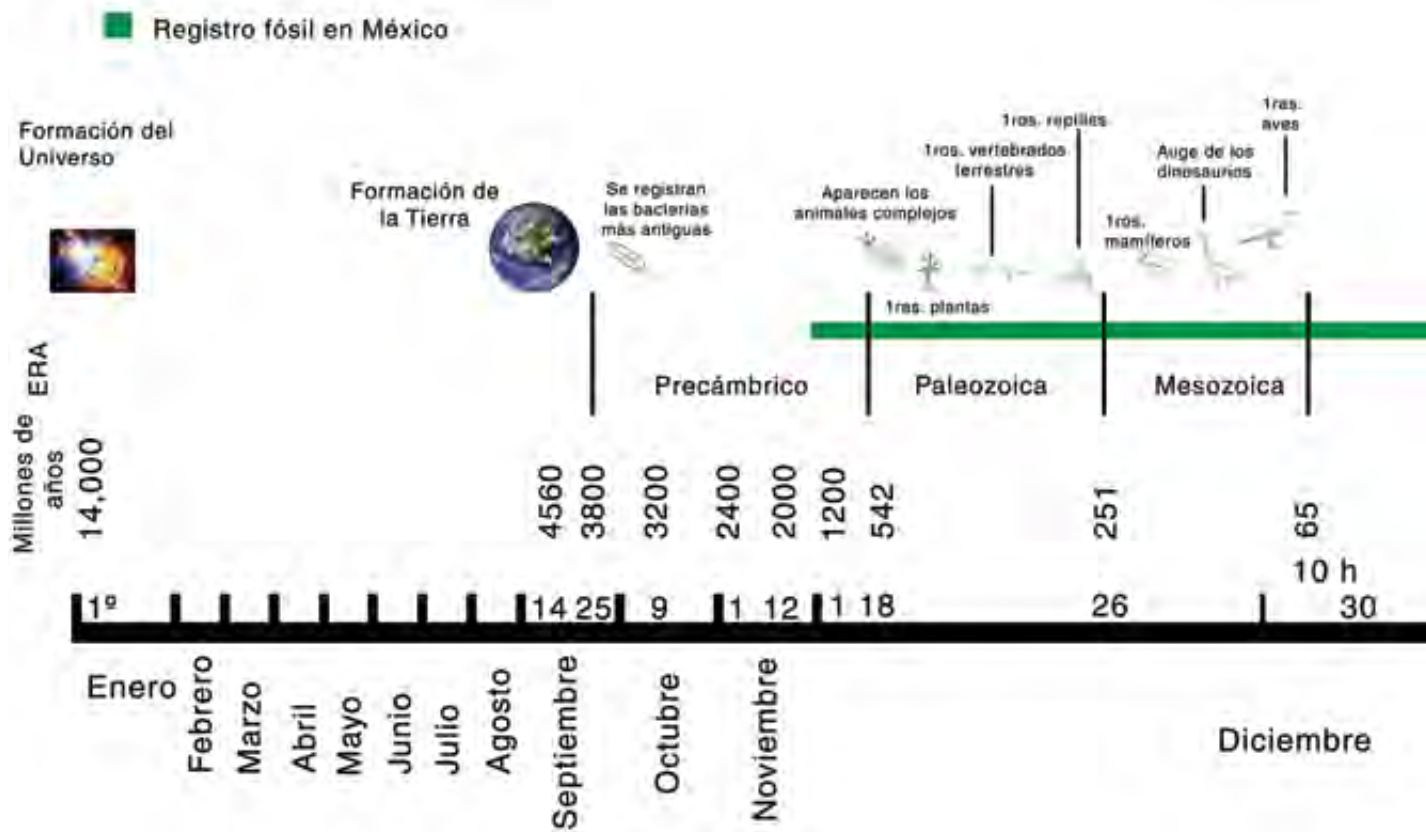 Registro fósil en México
Formación del
Universo
Formación de
la Tierra
Se registran
las bacterias
más antiguas
Aparecen los
animales complejos
1ras. plantas
1ros. vertebrados
terrestres
1ros. reptiles
1ros.
mamíferos
Auge de los
dinosaurios
1ras.
aves
ERA
Precámbrico
Paleozoica
Mesozoica
Millones de
años
14,000
4560
3800
3200
2400
2000
1200
542
251
65
10 h
1º
14
25
9
1
12
1
18
26
30
Enero
Febrero
Marzo
Abril
Mayo
Junio
Julio
Agosto
Septiembre
Octubre
Noviembre
Diciembre